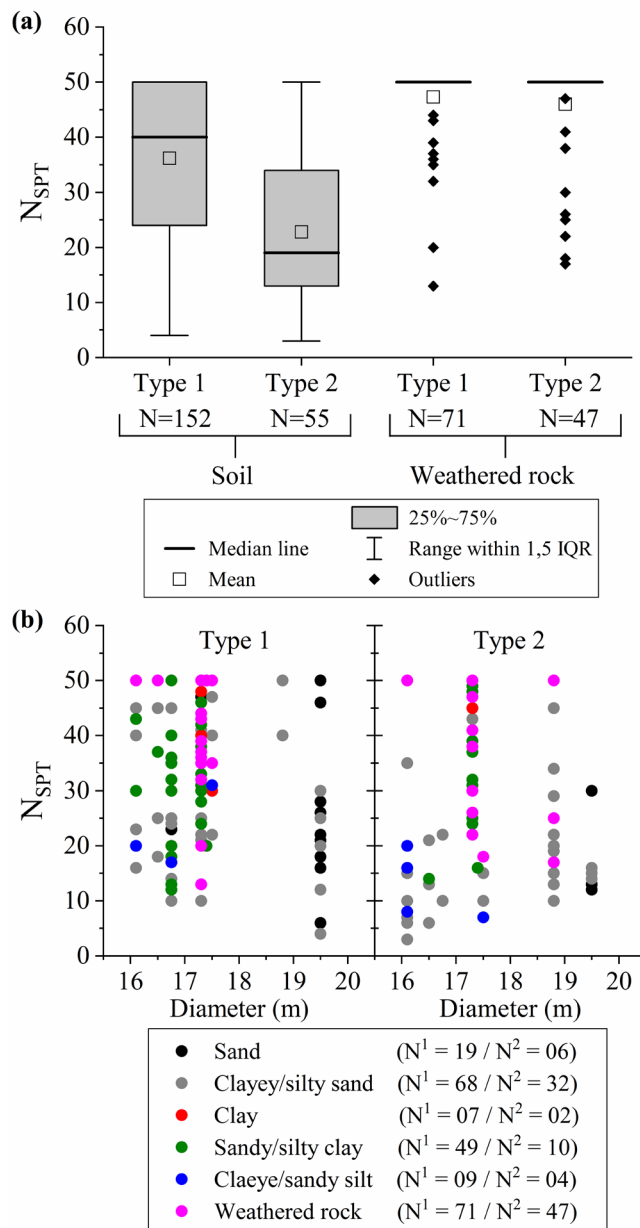 (a)
60
50
40
30
20
10
0
N_SPT
Type 1 Type 2 Type 1 Type 2
N=152 N=55 N=71 N=47
Soil Weathered rock
25%~75%
Median line Range within 1,5 IQR
Mean Outliers
(b)
60
50
40
30
20
10
0
N_SPT
Type 1 Type 2
16 17 18 19 20 16 17 18 19 20
Diameter (m) Diameter (m)
Sand (N¹ = 19 / N² = 06)
Clayey/silty sand (N¹ = 68 / N² = 32)
Clay (N¹ = 07 / N² = 02)
Sandy/silty clay (N¹ = 49 / N² = 10)
Claeye/sandy silt (N¹ = 09 / N² = 04)
Weathered rock (N¹ = 71 / N² = 47)